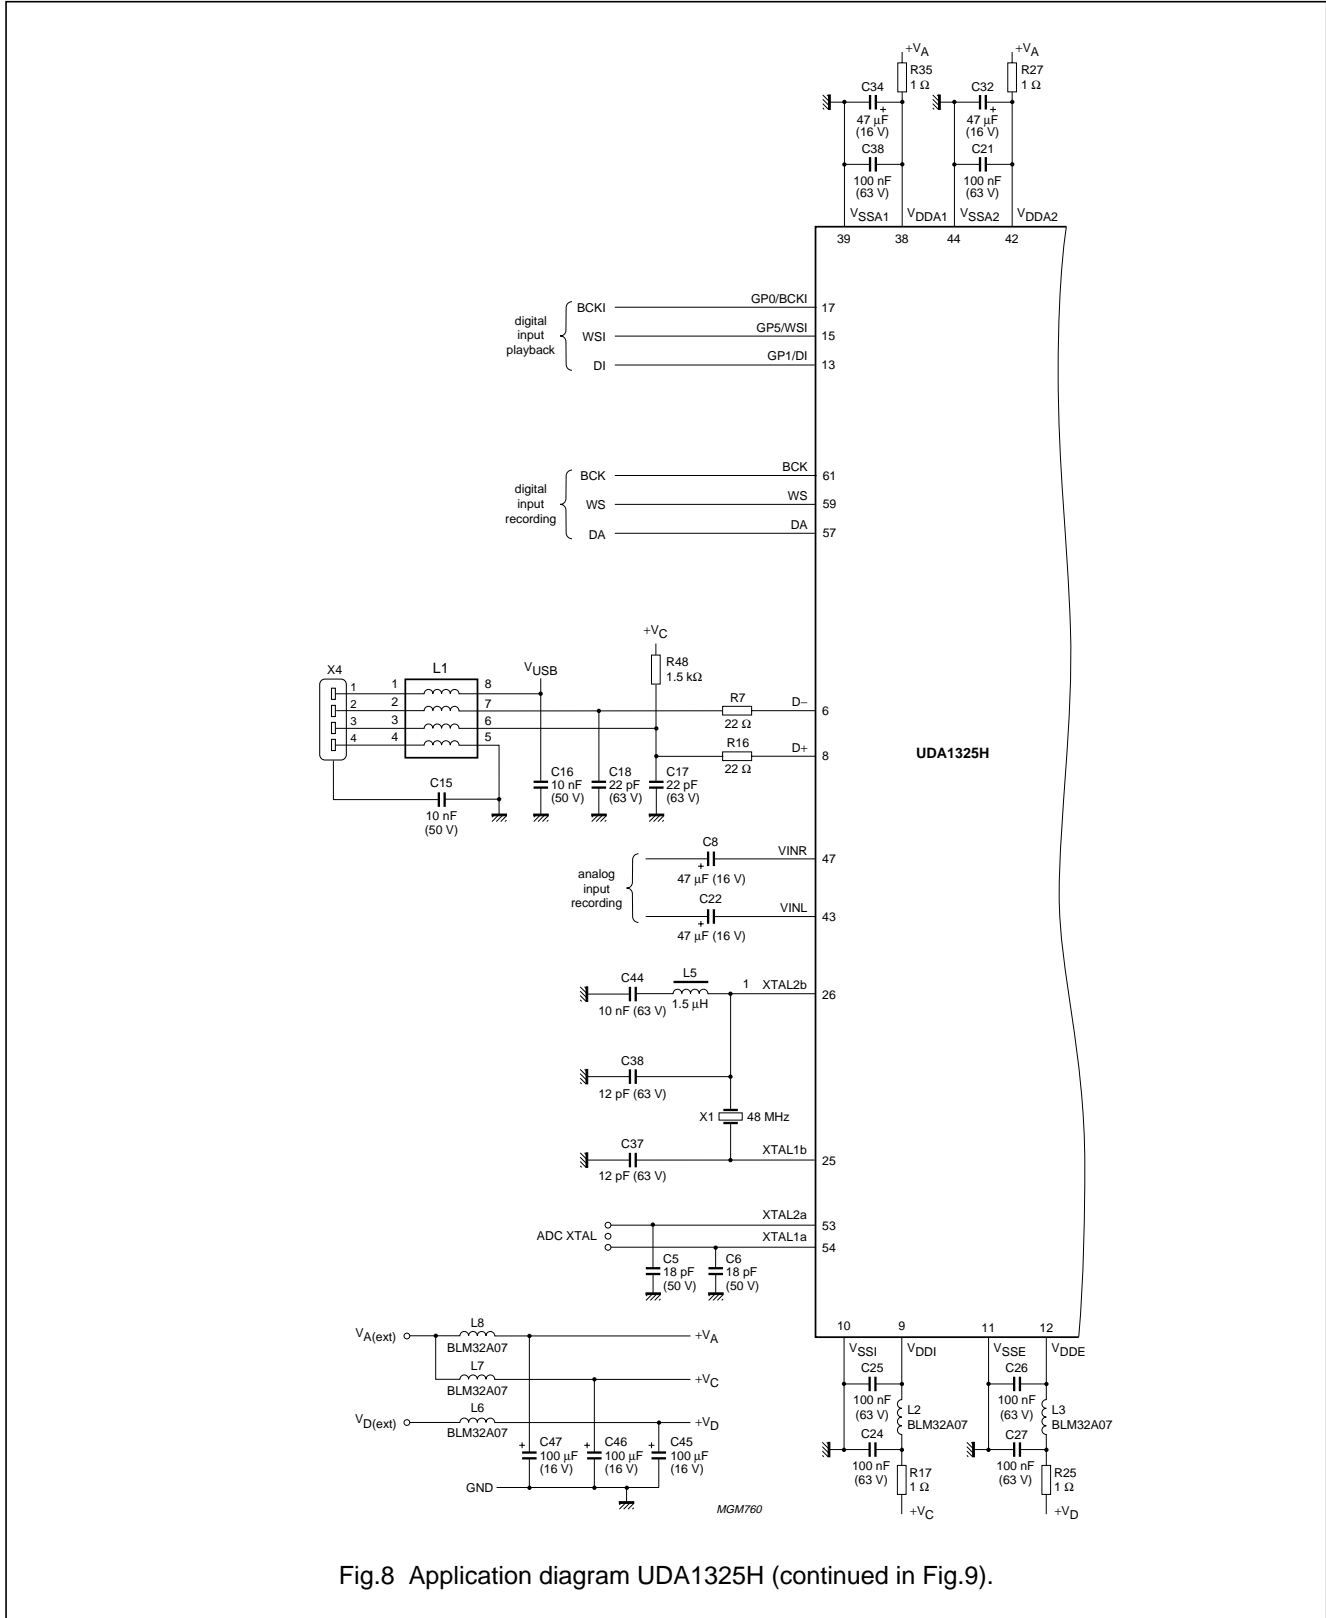 +VA
+VA
R35
1 Ω
R27
1 Ω
C34
47 μF
(16 V)
+
C32
47 μF
(16 V)
+
C38
100 nF
(63 V)
C21
100 nF
(63 V)
VSSA1
VDDA1
VSSA2
VDDA2
39
38
44
42
digital
input
playback
BCKI
GP0/BCKI
17
WSI
GP5/WSI
15
DI
GP1/DI
13
digital
input
recording
BCK
BCK
61
WS
WS
59
DA
DA
57
+VC
R48
1.5 kΩ
X4
L1
VUSB
1
1
8
2
2
7
3
3
6
4
4
5
R7
22 Ω
D−
6
R16
22 Ω
D+
8
UDA1325H
C15
10 nF
(50 V)
C16
10 nF
(50 V)
C18
22 pF
(63 V)
C17
22 pF
(63 V)
analog
input
recording
C8
+
47 μF (16 V)
VINR
47
C22
+
47 μF (16 V)
VINL
43
C44
10 nF (63 V)
L5
1.5 μH
1
XTAL2b
26
C38
12 pF (63 V)
X1
48 MHz
C37
12 pF (63 V)
XTAL1b
25
ADC XTAL
XTAL2a
53
XTAL1a
54
C5
18 pF
(50 V)
C6
18 pF
(50 V)
VA(ext)
L8
BLM32A07
+VA
L7
BLM32A07
+VC
VD(ext)
L6
BLM32A07
+VD
+
C47
100 μF
(16 V)
+
C46
100 μF
(16 V)
+
C45
100 μF
(16 V)
GND
10
9
11
12
VSSI
VDDI
VSSE
VDDE
C25
100 nF
(63 V)
L2
BLM32A07
C24
100 nF
(63 V)
R17
1 Ω
+VC
C26
100 nF
(63 V)
L3
BLM32A07
C27
100 nF
(63 V)
R25
1 Ω
+VD
MGM760
Fig.8 Application diagram UDA1325H (continued in Fig.9).